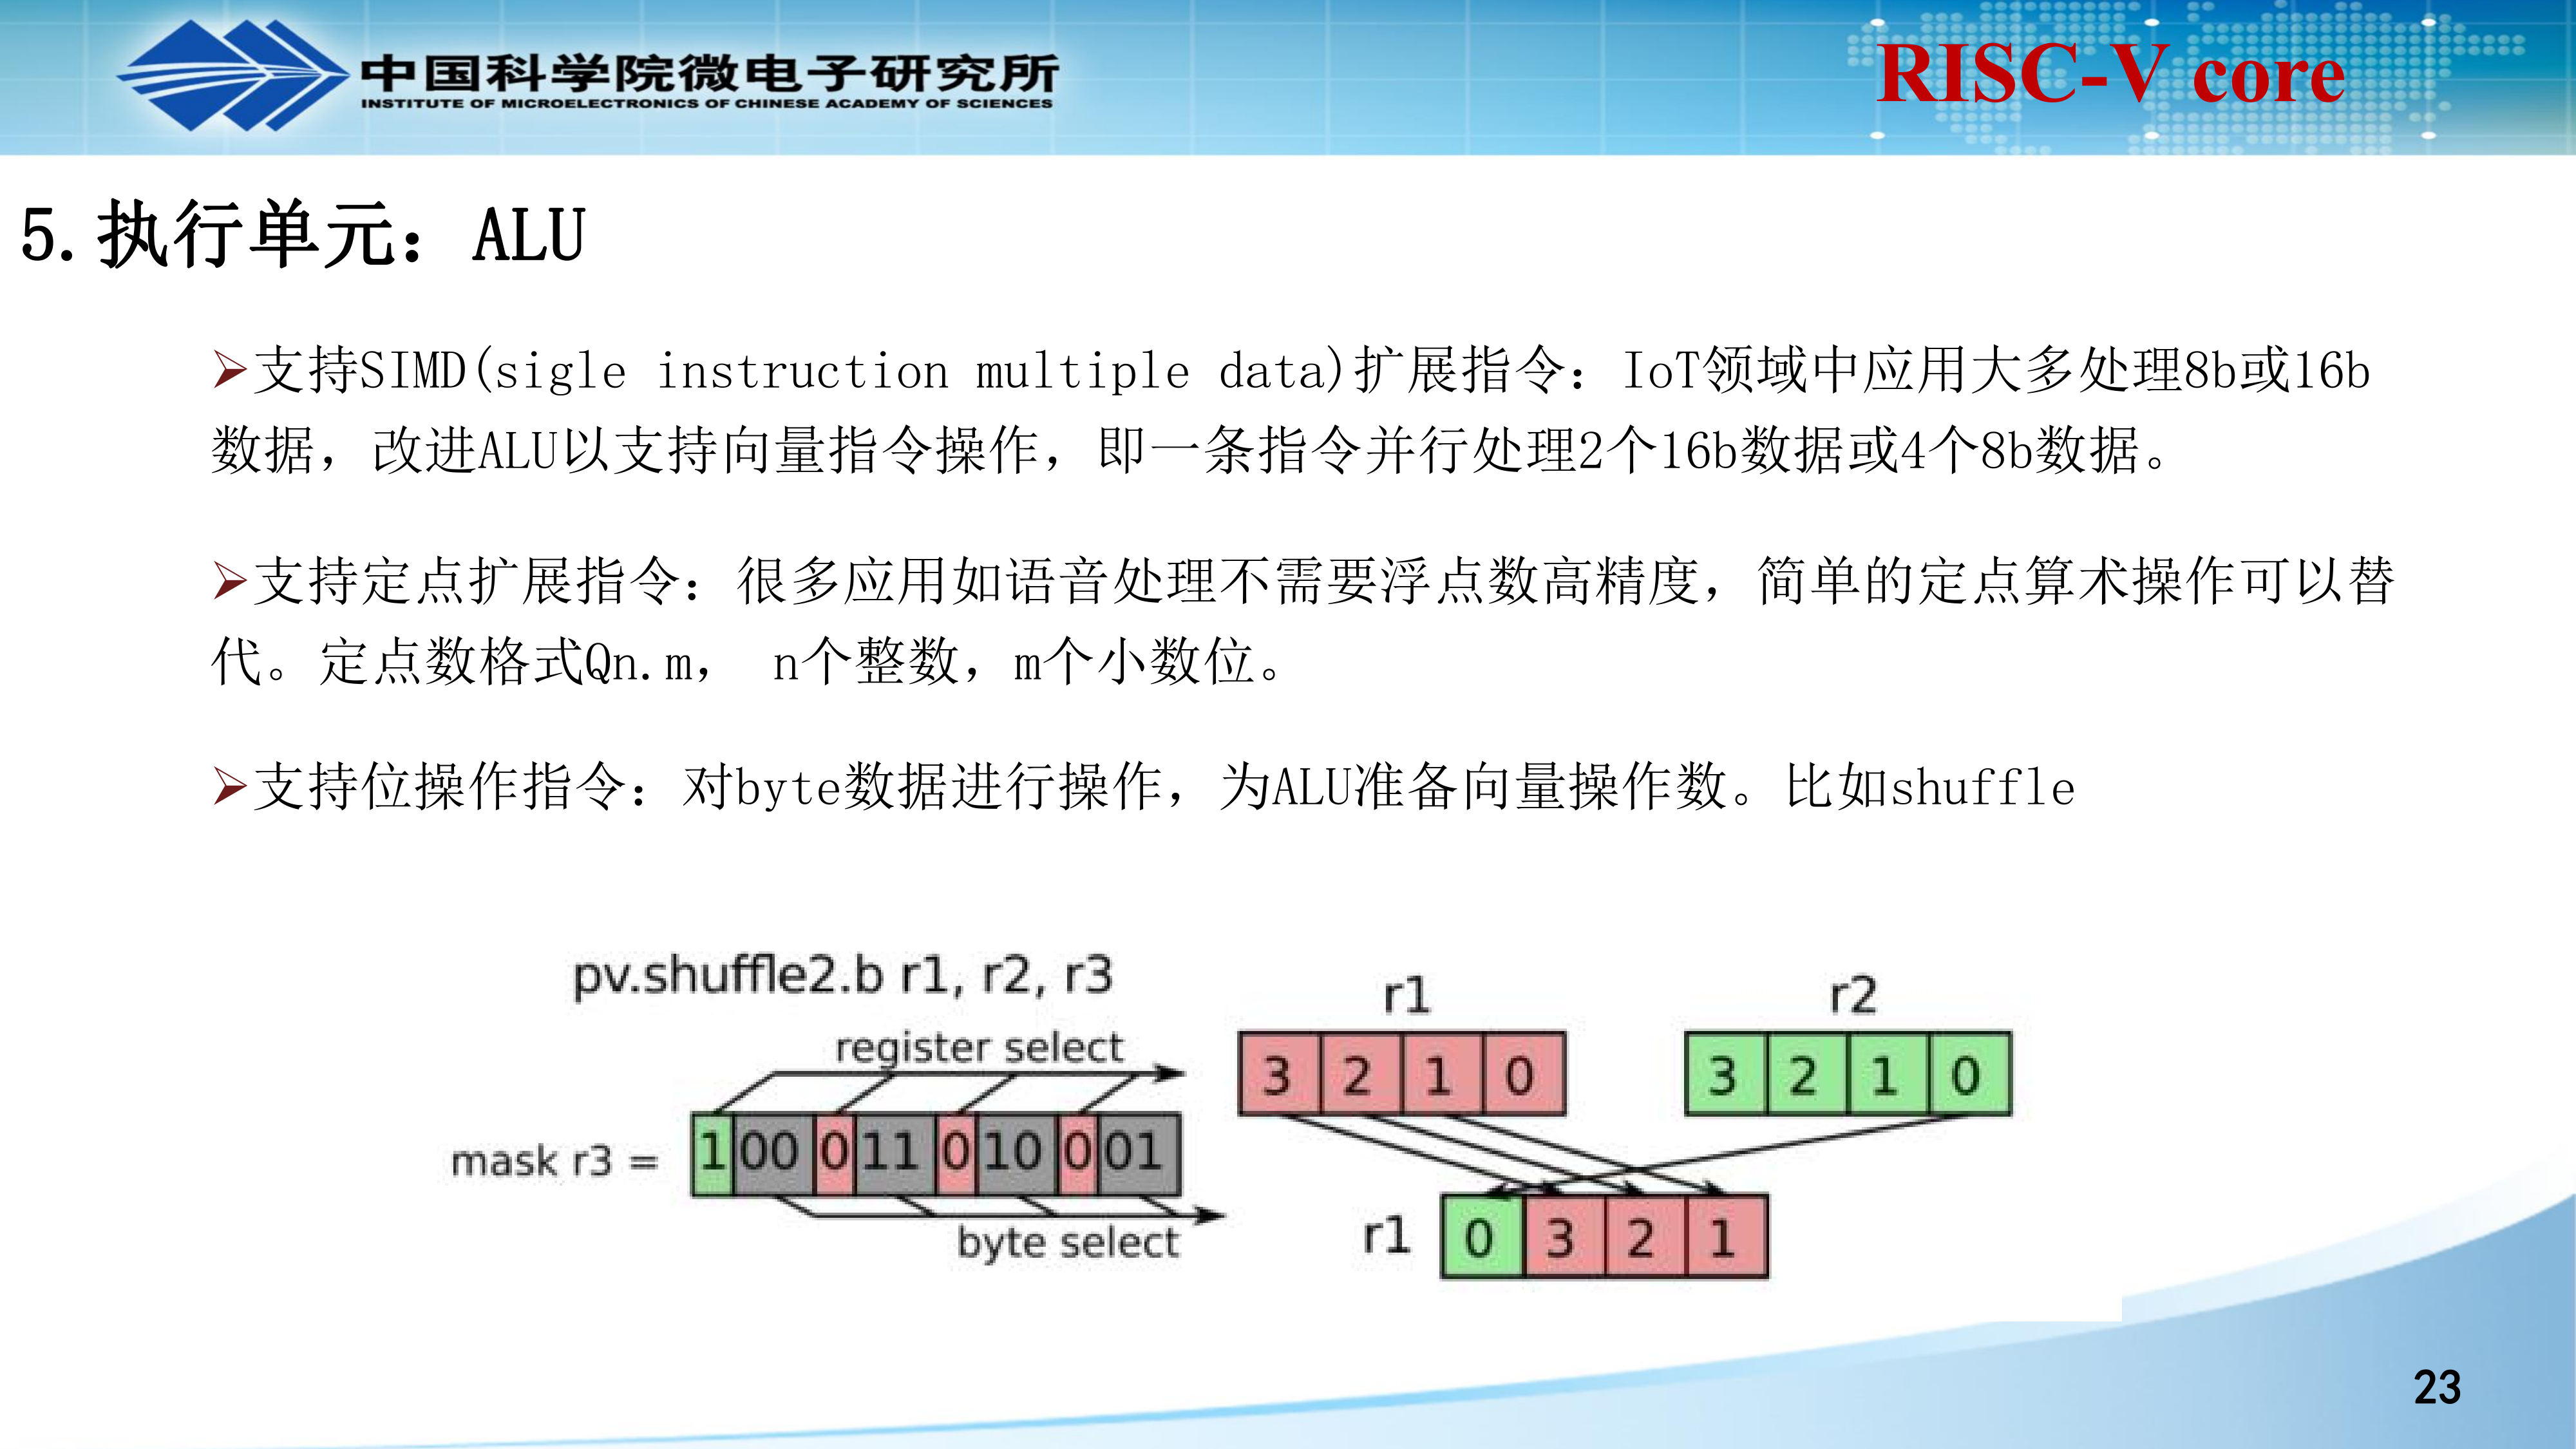 中国科学院微电子研究所
INSTITUTE OF MICROELECTRONICS OF CHINESE ACADEMY OF SCIENCES
RISC-V core
5.执行单元：ALU
➢支持SIMD(sigle instruction multiple data)扩展指令：IoT领域中应用大多处理8b或16b
数据，改进ALU以支持向量指令操作，即一条指令并行处理2个16b数据或4个8b数据。
➢支持定点扩展指令：很多应用如语音处理不需要浮点数高精度，简单的定点算术操作可以替
代。定点数格式Qn.m， n个整数，m个小数位。
➢支持位操作指令：对byte数据进行操作，为ALU准备向量操作数。比如shuffle
pv.shuffle2.b r1, r2, r3
register select
mask r3 = 1 00 0 11 0 10 0 01
byte select
r1
3 2 1 0
r2
3 2 1 0
r1 0 3 2 1
23